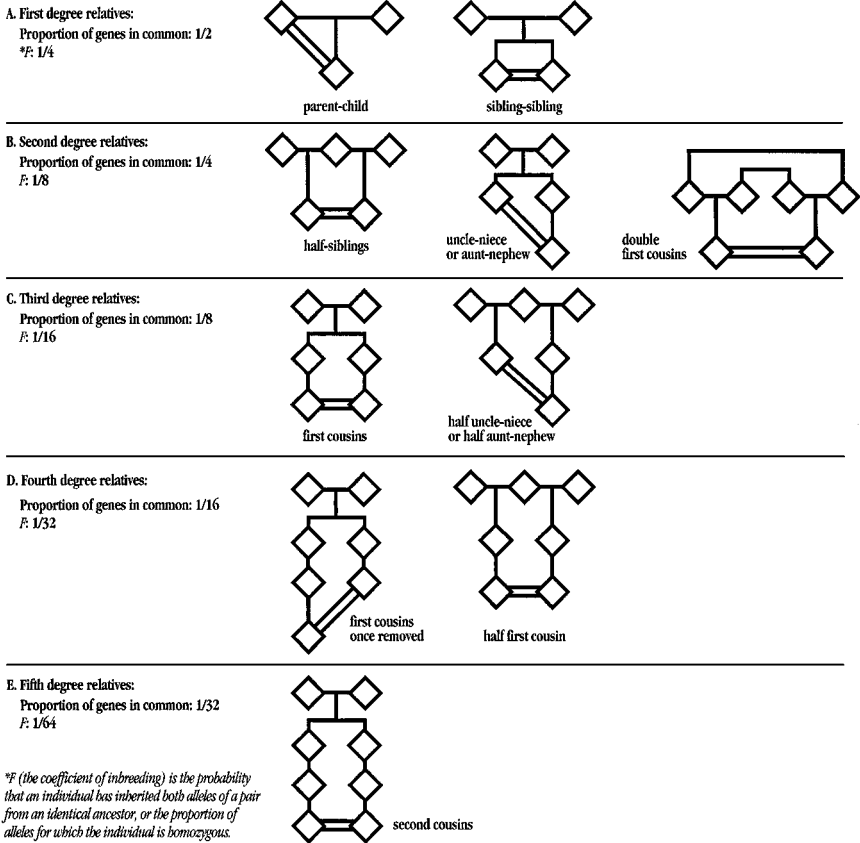 A. First degree relatives:
Proportion of genes in common: 1/2
*F: 1/4
parent-child
sibling-sibling
B. Second degree relatives:
Proportion of genes in common: 1/4
F: 1/8
half-siblings
uncle-niece
or aunt-nephew
double
first cousins
C. Third degree relatives:
Proportion of genes in common: 1/8
F: 1/16
first cousins
half uncle-niece
or half aunt-nephew
D. Fourth degree relatives:
Proportion of genes in common: 1/16
F: 1/32
first cousins
once removed
half first cousin
E. Fifth degree relatives:
Proportion of genes in common: 1/32
F: 1/64
second cousins
*F (the coefficient of inbreeding) is the probability
that an individual has inherited both alleles of a pair
from an identical ancestor, or the proportion of
alleles for which the individual is homozygous.